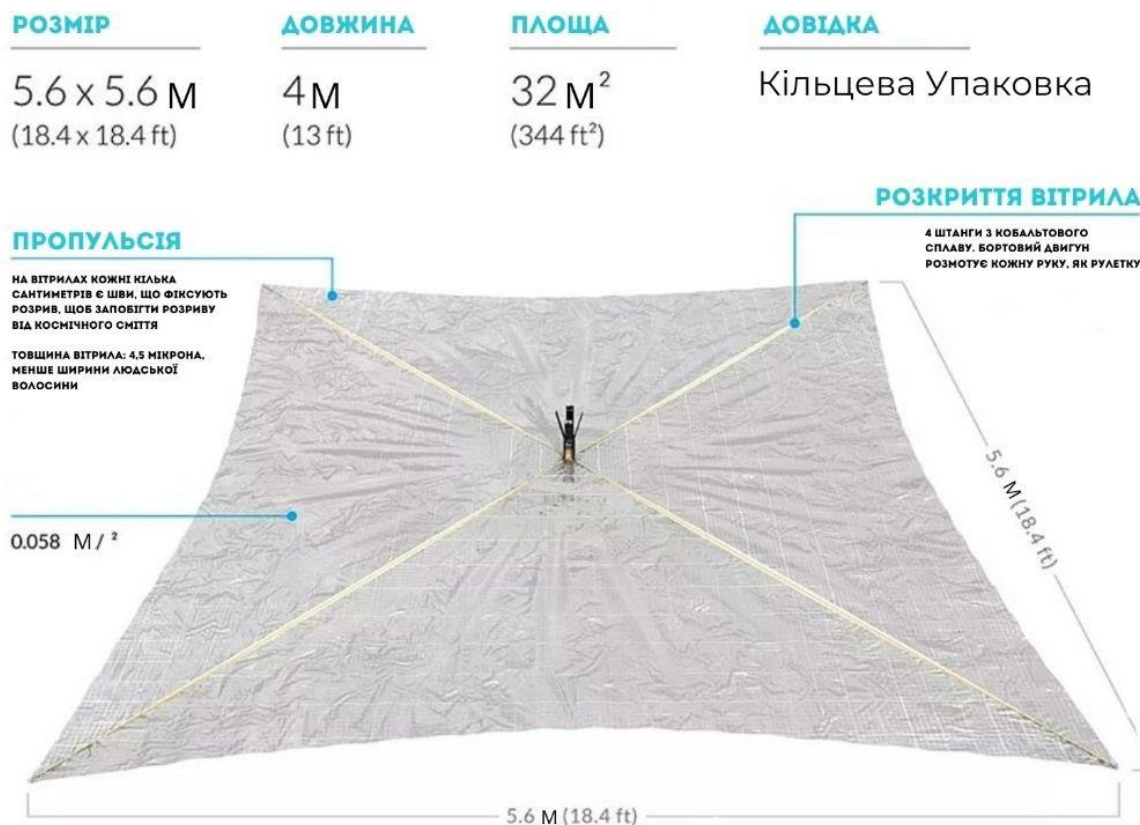 РОЗМІР
ДОВЖИНА
ПЛОЩА
ДОВІДКА
5.6 x 5.6 М
4 М
32 М²
Кільцева Упаковка
(18.4 x 18.4 ft)
(13 ft)
(344 ft²)
РОЗКРИТТЯ ВІТРИЛА
4 ШТАНГИ З КОБАЛЬТОВОГО
СПЛАВУ. БОРТОВИЙ ДВИГУН
РОЗМОТУЄ КОЖНУ РУКУ, ЯК РУЛЕТКУ
ПРОПУЛЬСІЯ
НА ВІТРИЛАХ КОЖНІ КІЛЬКА
САНТИМЕТРІВ Є ШВИ, ЩО ФІКСУЮТЬ
РОЗРИВ, ЩОБ ЗАПОБІГТИ РОЗРИВУ
ВІД КОСМІЧНОГО СМІТТЯ
ТОВЩИНА ВІТРИЛА: 4,5 МІКРОНА,
МЕНШЕ ШИРИНИ ЛЮДСЬКОЇ
ВОЛОСИНИ
0.058 М / ²
5.6 М (18.4 ft)
5.6 М (18.4 ft)